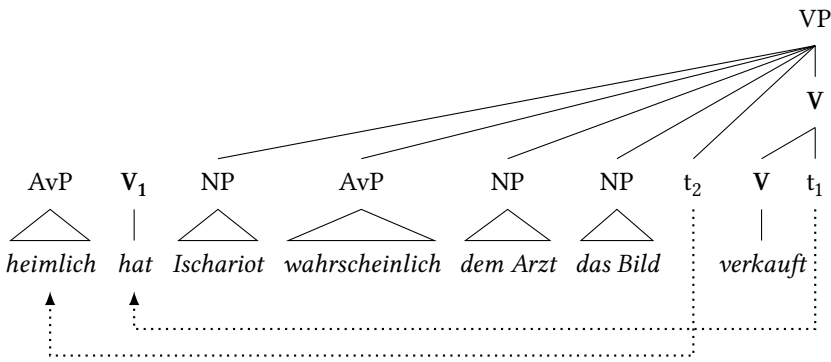 VP
V
AvP V₁ NP AvP NP NP t₂ V t₁
heimlich hat Ischariot wahrscheinlich dem Arzt das Bild verkauft